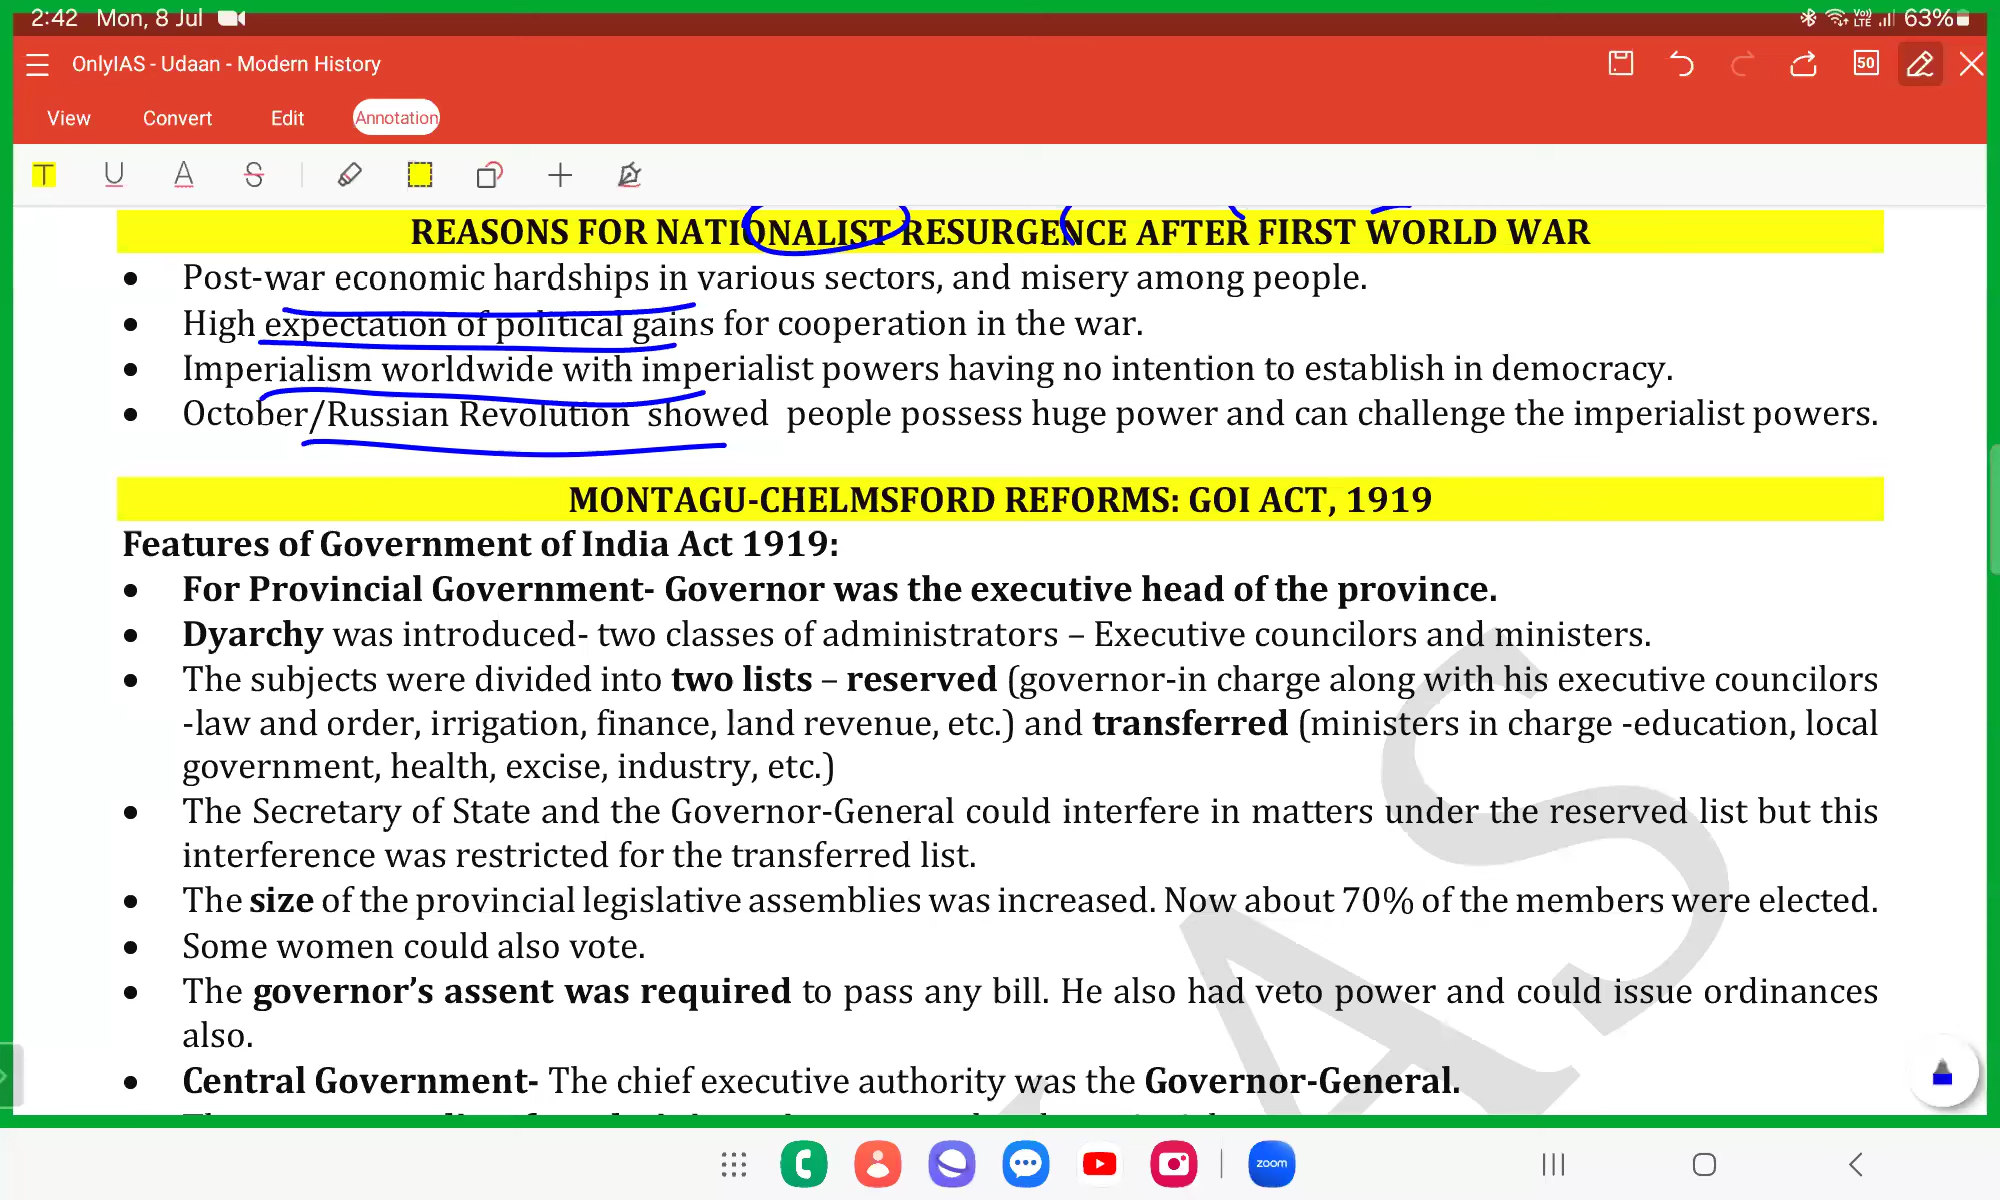 2:42 Mon, 8 Jul 63%
OnlyIAS - Udaan - Modern History 50
View Convert Edit Annotation
REASONS FOR NATIONALIST RESURGENCE AFTER FIRST WORLD WAR
• Post-war economic hardships in various sectors, and misery among people.
• High expectation of political gains for cooperation in the war.
• Imperialism worldwide with imperialist powers having no intention to establish in democracy.
• October/Russian Revolution showed people possess huge power and can challenge the imperialist powers.
MONTAGU-CHELMSFORD REFORMS: GOI ACT, 1919
Features of Government of India Act 1919:
• For Provincial Government- Governor was the executive head of the province.
• Dyarchy was introduced- two classes of administrators – Executive councilors and ministers.
• The subjects were divided into two lists – reserved (governor-in charge along with his executive councilors
-law and order, irrigation, finance, land revenue, etc.) and transferred (ministers in charge -education, local
government, health, excise, industry, etc.)
• The Secretary of State and the Governor-General could interfere in matters under the reserved list but this
interference was restricted for the transferred list.
• The size of the provincial legislative assemblies was increased. Now about 70% of the members were elected.
• Some women could also vote.
• The governor’s assent was required to pass any bill. He also had veto power and could issue ordinances
also.
• Central Government- The chief executive authority was the Governor-General.
zoom